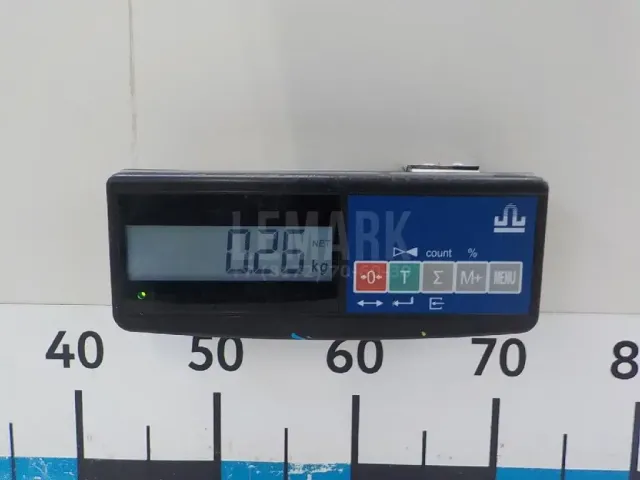 LEMARK
0.26
NET
kg
count %
→0← T Σ M+ MENU
40 50 60 70 8